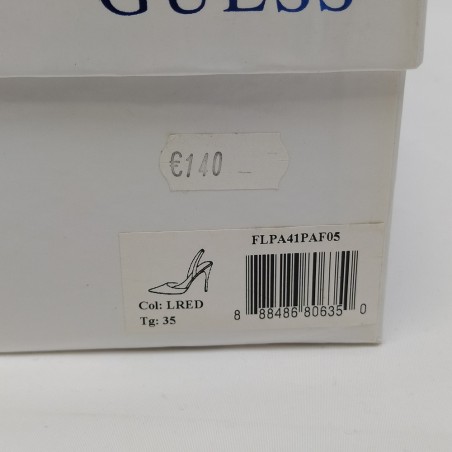 GUESS
€140
FLPA41PAF05
Col: LRED
Tg: 35
8 88486 80635 0